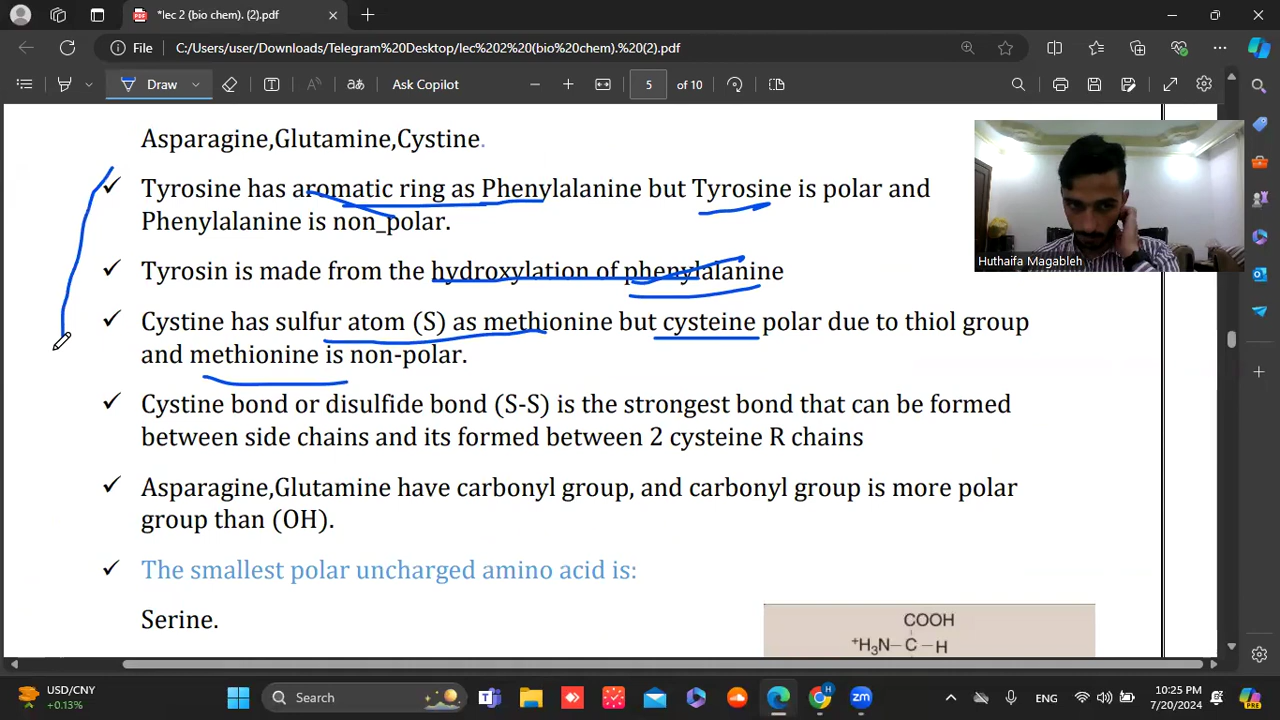 *lec 2 (bio chem). (2).pdf
File
C:/Users/user/Downloads/Telegram%20Desktop/lec%202%20(bio%20chem).%20(2).pdf
Draw
Ask Copilot
5 of 10
Asparagine,Glutamine,Cystine.
✓ Tyrosine has aromatic ring as Phenylalanine but Tyrosine is polar and
Phenylalanine is non_polar.
✓ Tyrosin is made from the hydroxylation of phenylalanine
✓ Cystine has sulfur atom (S) as methionine but cysteine polar due to thiol group
and methionine is non-polar.
✓ Cystine bond or disulfide bond (S-S) is the strongest bond that can be formed
between side chains and its formed between 2 cysteine R chains
✓ Asparagine,Glutamine have carbonyl group, and carbonyl group is more polar
group than (OH).
✓ The smallest polar uncharged amino acid is:
Serine.
COOH
⁺H₃N–C–H
Huthaifa Magableh
USD/CNY
+0.13%
Search
zm
ENG
10:25 PM
7/20/2024